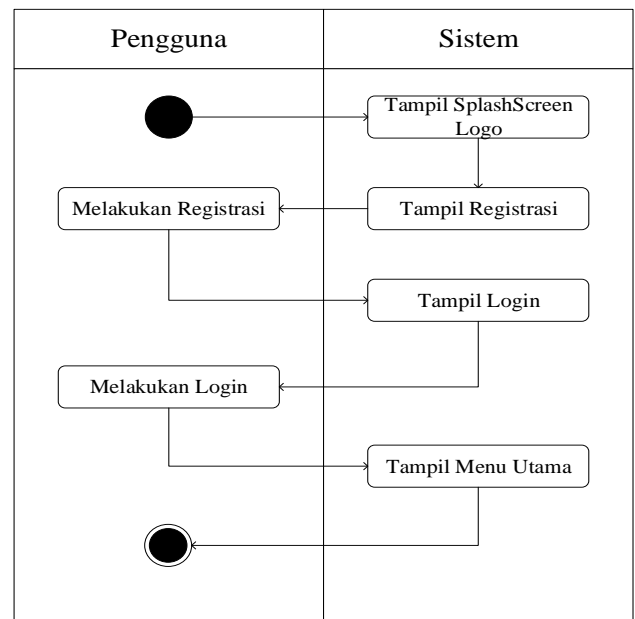 Pengguna
Sistem
Tampil SplashScreen
Logo
Melakukan Registrasi
Tampil Registrasi
Tampil Login
Melakukan Login
Tampil Menu Utama